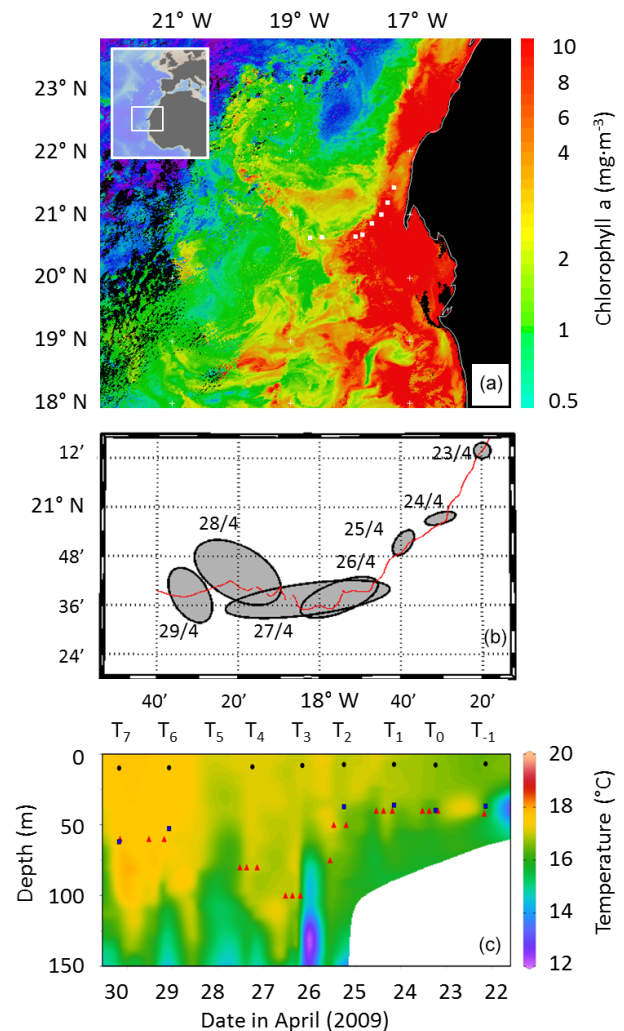 21° W 19° W 17° W
23° N
22° N
21° N
20° N
19° N
18° N
10
8
6
4
2
1
0.5
Chlorophyll a (mg·m⁻³)
(a)
12’
21° N
48’
36’
24’
23/4
24/4
25/4
26/4
28/4
27/4
29/4
(b)
40’ 20’ 18° W 40’ 20’
T₇ T₆ T₅ T₄ T₃ T₂ T₁ T₀ T₋₁
0
50
100
150
Depth (m)
20
18
16
14
12
Temperature (°C)
(c)
30 29 28 27 26 25 24 23 22
Date in April (2009)